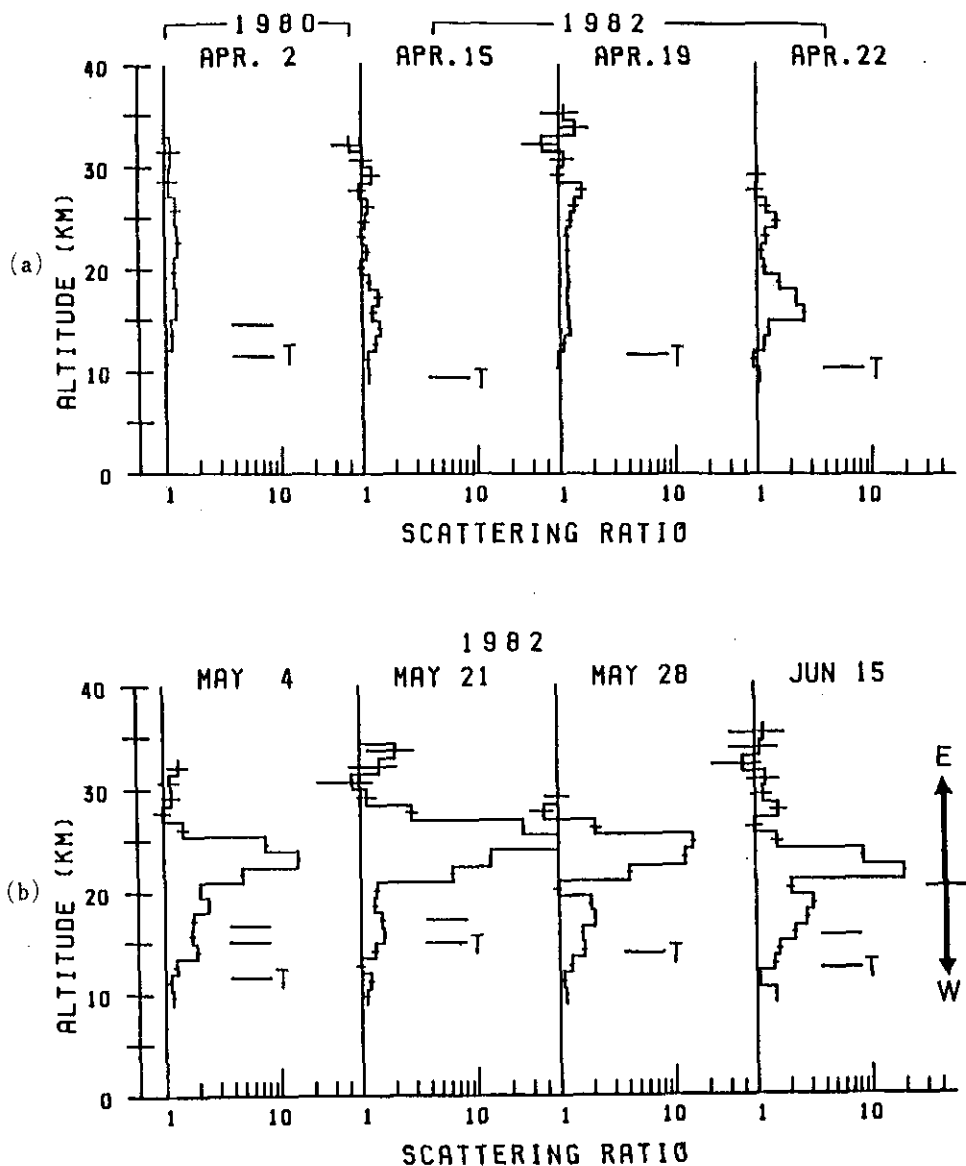 1980 1982
APR. 2 APR.15 APR.19 APR.22
40
30
20
10
0
(a)
ALTITUDE (KM)
T T T T
1 10 1 10 1 10 1 10
SCATTERING RATIO
1982
MAY 4 MAY 21 MAY 28 JUN 15
40
30
20
10
0
(b)
ALTITUDE (KM)
T T T T
E
W
1 10 1 10 1 10 1 10
SCATTERING RATIO